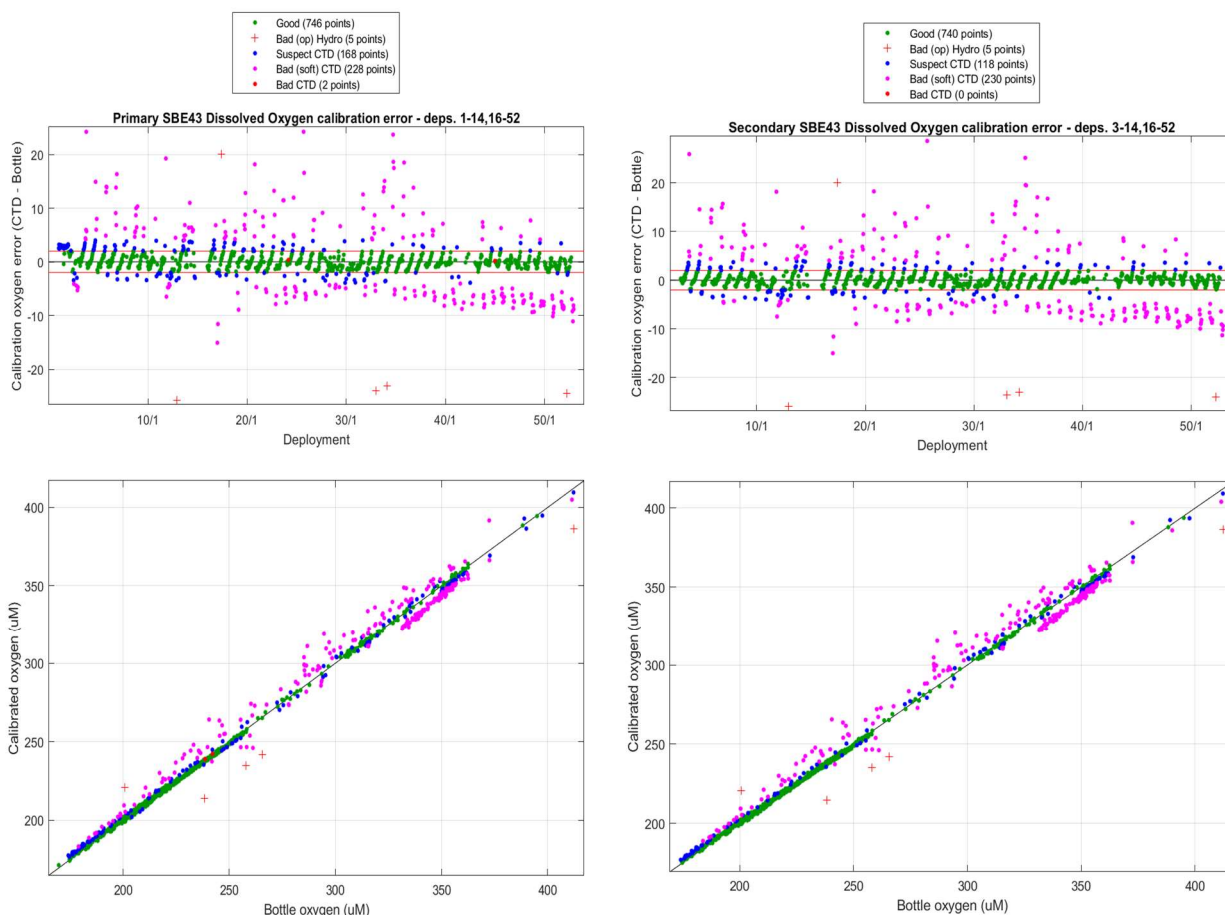 Good (746 points)
Bad (op) Hydro (5 points)
Suspect CTD (168 points)
Bad (soft) CTD (228 points)
Bad CTD (2 points)
Primary SBE43 Dissolved Oxygen calibration error - deps. 1-14,16-52
Calibration oxygen error (CTD - Bottle)
20
10
0
-10
-20
10/1 20/1 30/1 40/1 50/1
Deployment
Good (740 points)
Bad (op) Hydro (5 points)
Suspect CTD (118 points)
Bad (soft) CTD (230 points)
Bad CTD (0 points)
Secondary SBE43 Dissolved Oxygen calibration error - deps. 3-14,16-52
Calibration oxygen error (CTD - Bottle)
20
10
0
-10
-20
10/1 20/1 30/1 40/1 50/1
Deployment
Calibrated oxygen (uM)
400
350
300
250
200
200 250 300 350 400
Bottle oxygen (uM)
Calibrated oxygen (uM)
400
350
300
250
200
200 250 300 350 400
Bottle oxygen (uM)